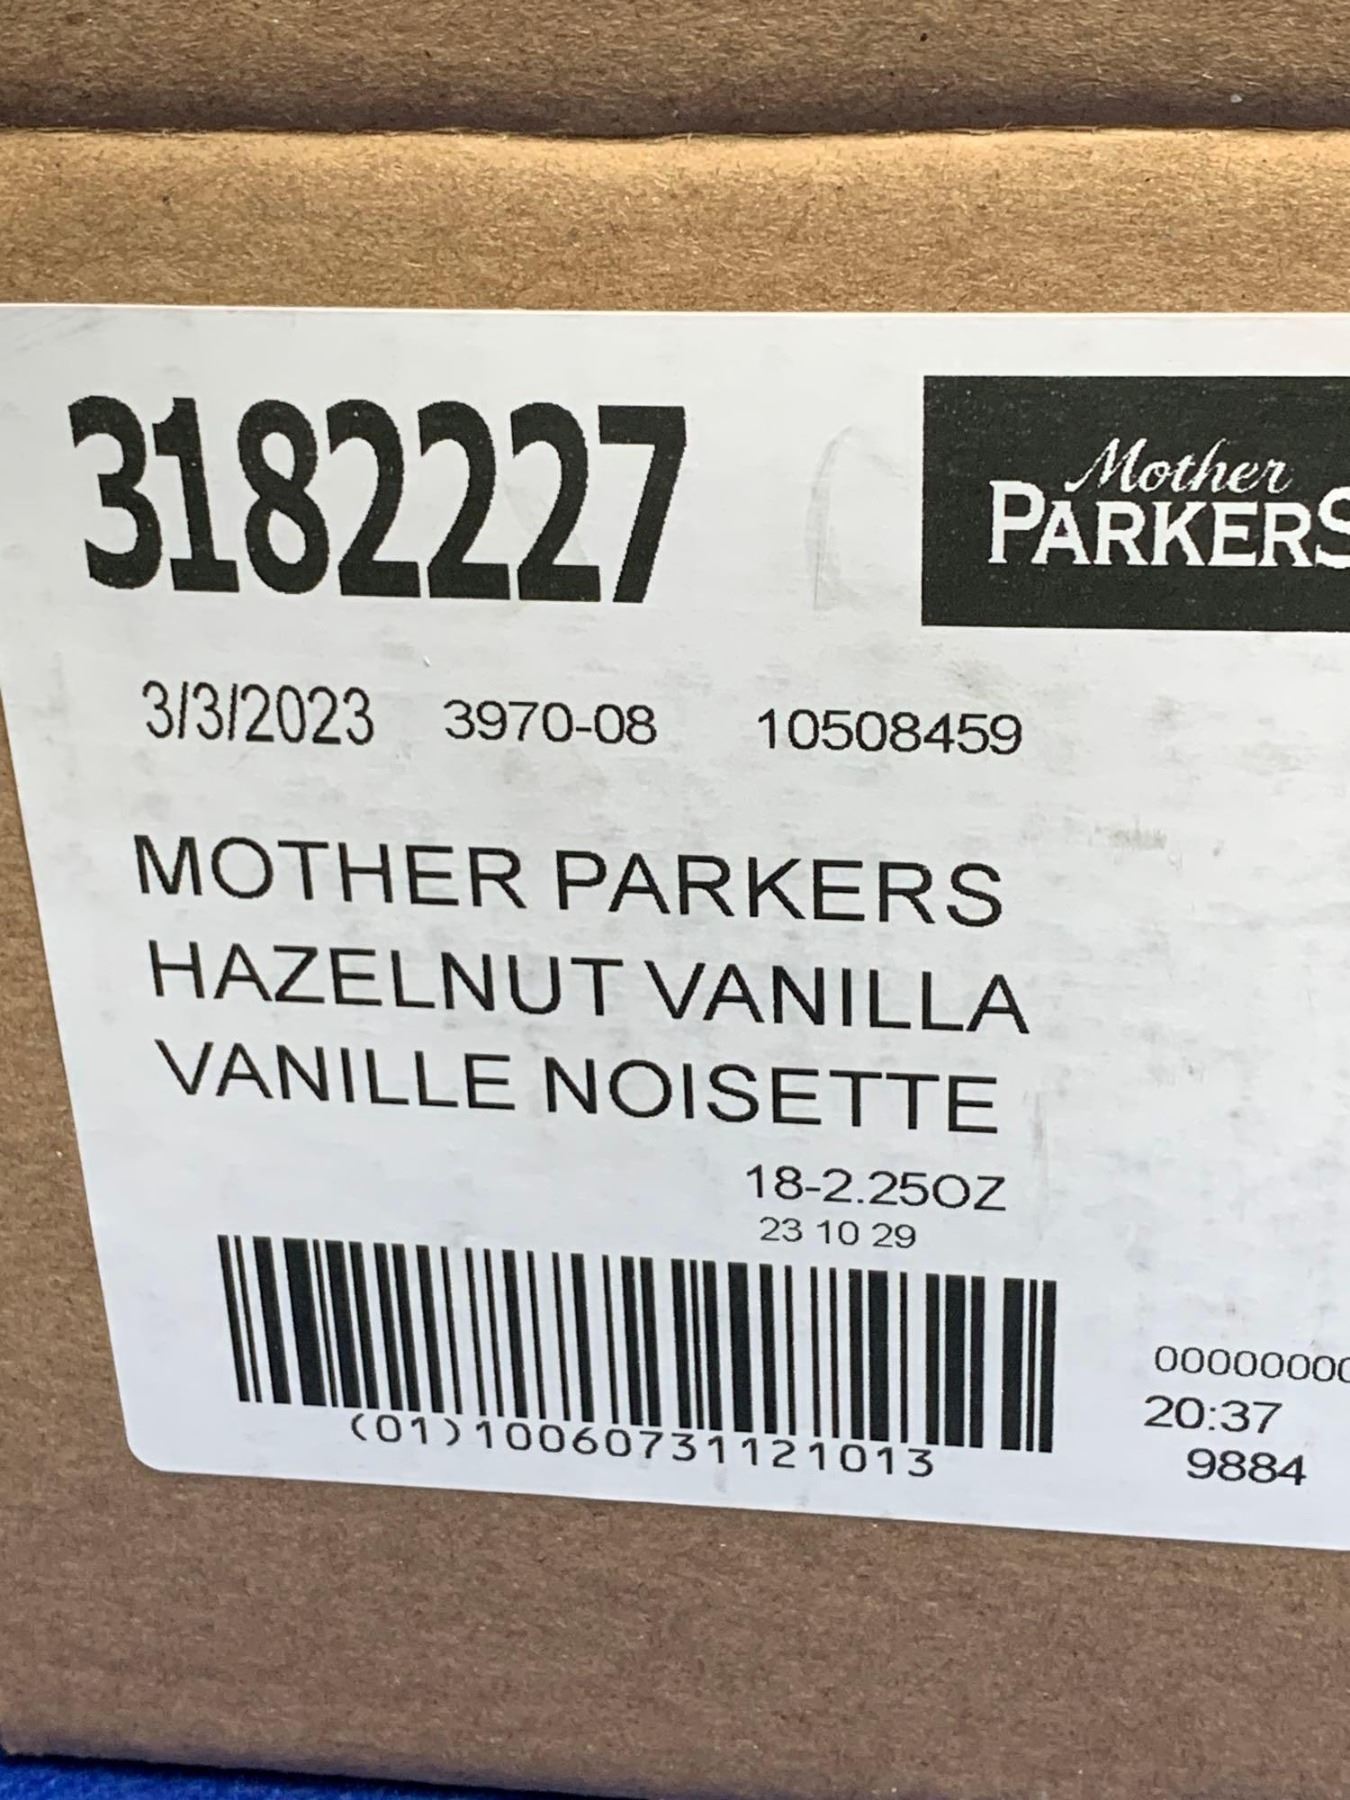 3182227
Mother
PARKERS
3/3/2023 3970-08 10508459
MOTHER PARKERS
HAZELNUT VANILLA
VANILLE NOISETTE
18-2.25OZ
23 10 29
(01)10060731121013
00000000
20:37
9884